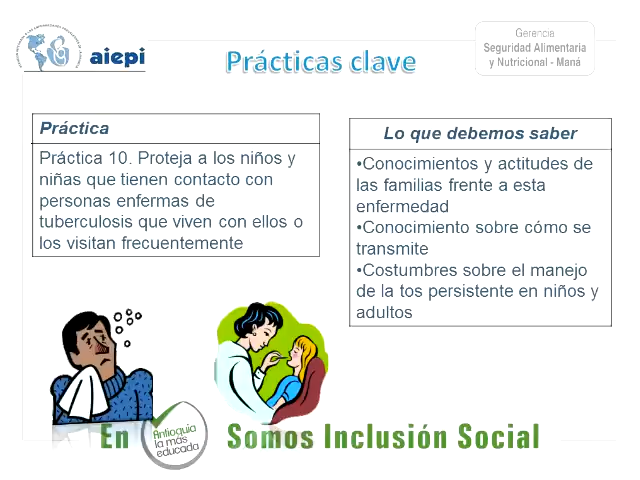 aiepi
Prácticas clave
Gerencia
Seguridad Alimentaria
y Nutricional - Maná
Práctica
Práctica 10. Proteja a los niños y
niñas que tienen contacto con
personas enfermas de
tuberculosis que viven con ellos o
los visitan frecuentemente
Lo que debemos saber
•Conocimientos y actitudes de
las familias frente a esta
enfermedad
•Conocimiento sobre cómo se
transmite
•Costumbres sobre el manejo
de la tos persistente en niños y
adultos
En
Antioquia
la más
educada
Somos Inclusión Social